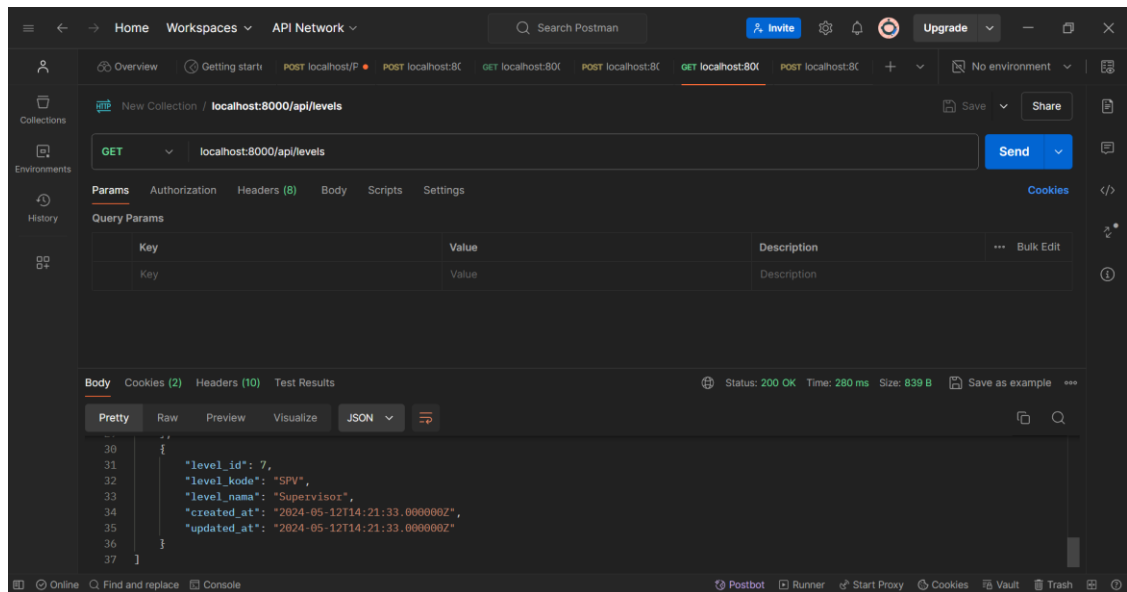 Home Workspaces API Network Search Postman Invite Upgrade
Overview Getting starte POST localhost/P POST localhost:80 GET localhost:800 POST localhost:80 GET localhost:800 POST localhost:80 No environment
HTTP New Collection / localhost:8000/api/levels Save Share
Collections
GET localhost:8000/api/levels Send
Environments
Params Authorization Headers (8) Body Scripts Settings Cookies
History
Query Params
Key Value Description ••• Bulk Edit
Key Value Description
Body Cookies (2) Headers (10) Test Results Status: 200 OK Time: 280 ms Size: 839 B Save as example
Pretty Raw Preview Visualize JSON
30 {
31 "level_id": 7,
32 "level_kode": "SPV",
33 "level_nama": "Supervisor",
34 "created_at": "2024-05-12T14:21:33.000000Z",
35 "updated_at": "2024-05-12T14:21:33.000000Z"
36 }
37 ]
Online Find and replace Console Postbot Runner Start Proxy Cookies Vault Trash